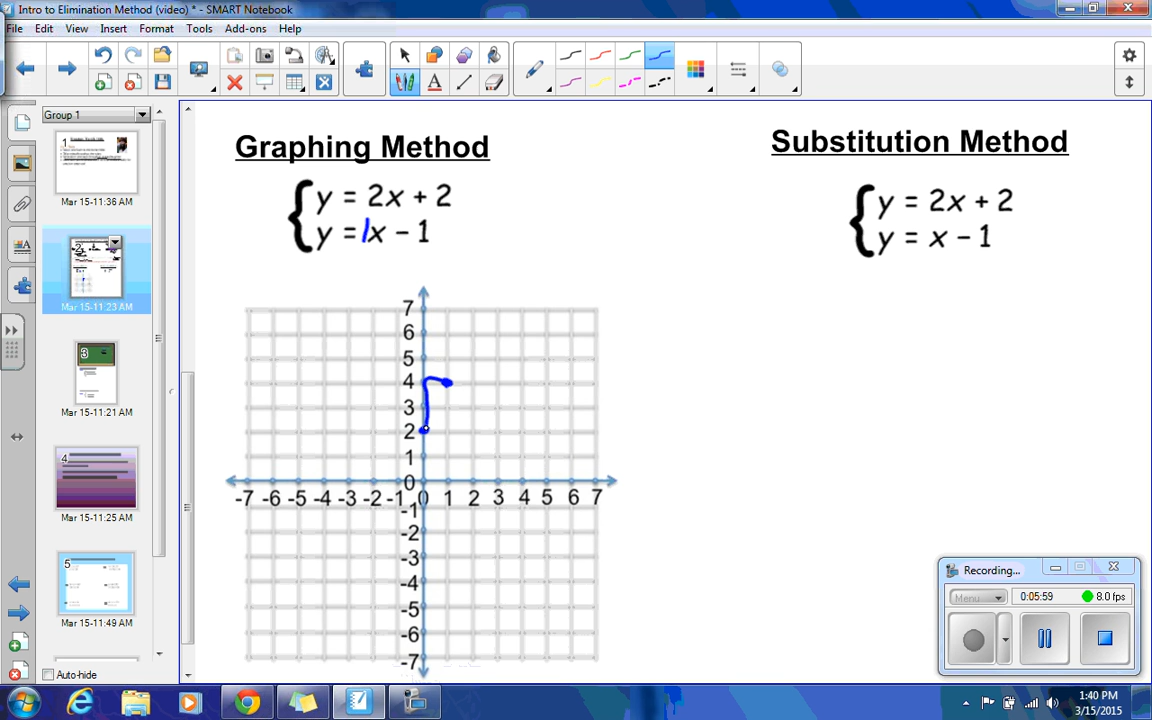 Intro to Elimination Method (video) * - SMART Notebook
File Edit View Insert Format Tools Add-ons Help
Group 1
1
Mar 15-11:36 AM
2
Mar 15-11:23 AM
3
Mar 15-11:21 AM
4
Mar 15-11:25 AM
5
Mar 15-11:49 AM
Auto-hide
Graphing Method
y = 2x + 2
y = 1x - 1
7
6
5
4
3
2
1
0
-7 -6 -5 -4 -3 -2 -1 0 1 2 3 4 5 6 7
-1
-2
-3
-4
-5
-6
-7
Substitution Method
y = 2x + 2
y = x - 1
Recording...
Menu 0:05:59 8.0 fps
1:40 PM
3/15/2015